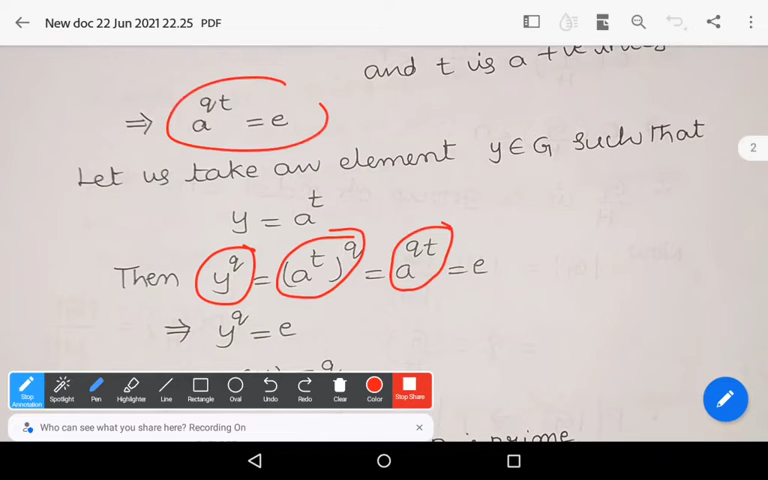 New doc 22 Jun 2021 22.25 PDF
and t is a +ve
⇒ a^{qt} = e
2
Let us take an element y∈G such that
y = a^t
Then y^q = (a^t)^q = a^{qt} = e
⇒ y^q = e
Stop Annotation Spotlight Pen Highlighter Line Rectangle Oval Undo Redo Clear Color Stop Share
Who can see what you share here? Recording On
is prime